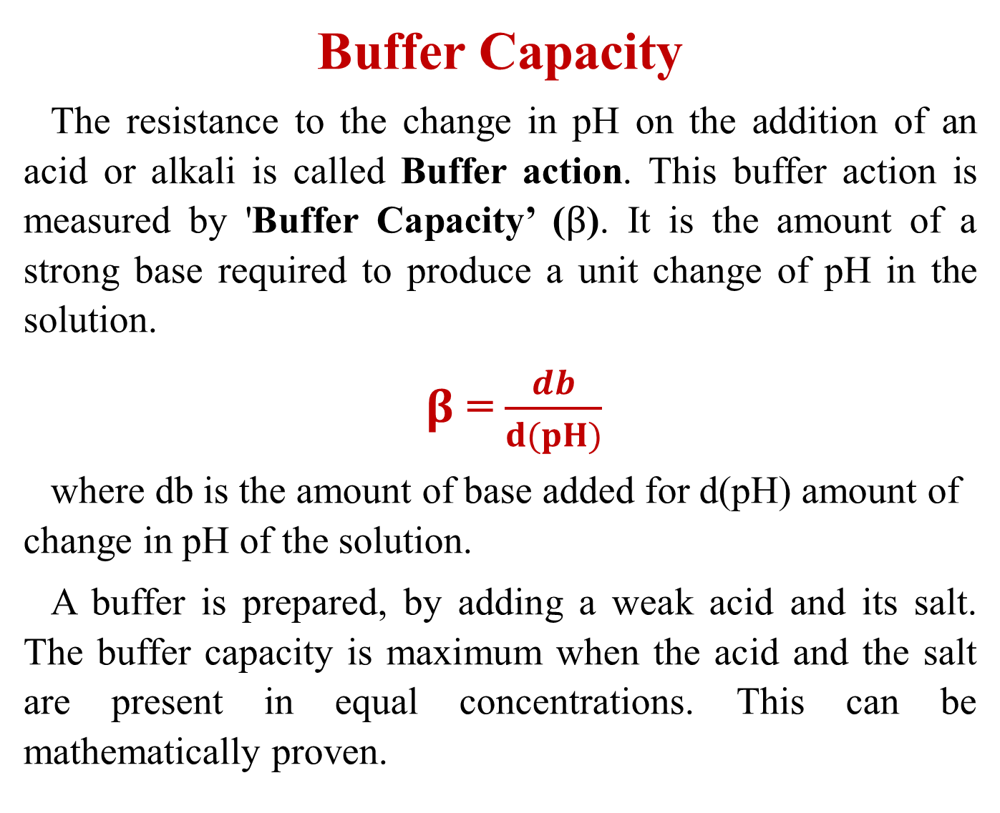 Buffer Capacity
The resistance to the change in pH on the addition of an
acid or alkali is called Buffer action. This buffer action is
measured by 'Buffer Capacity’ (β). It is the amount of a
strong base required to produce a unit change of pH in the
solution.
β = db / d(pH)
where db is the amount of base added for d(pH) amount of
change in pH of the solution.
A buffer is prepared, by adding a weak acid and its salt.
The buffer capacity is maximum when the acid and the salt
are present in equal concentrations. This can be
mathematically proven.